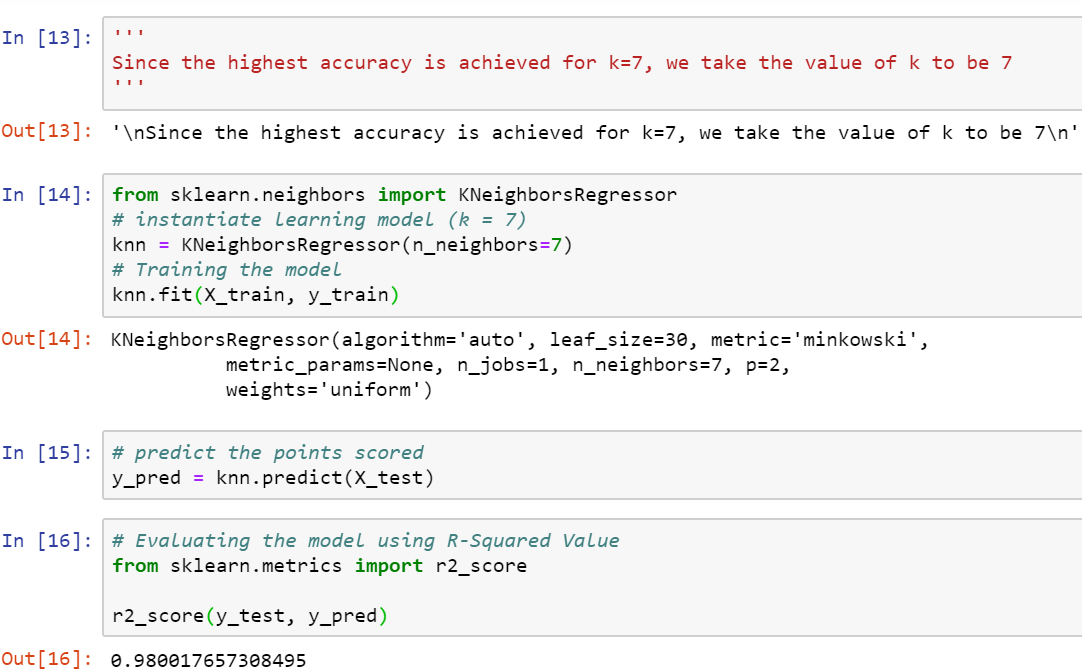 In [13]: '''
Since the highest accuracy is achieved for k=7, we take the value of k to be 7
'''
Out[13]: '\nSince the highest accuracy is achieved for k=7, we take the value of k to be 7\n'
In [14]: from sklearn.neighbors import KNeighborsRegressor
# instantiate learning model (k = 7)
knn = KNeighborsRegressor(n_neighbors=7)
# Training the model
knn.fit(X_train, y_train)
Out[14]: KNeighborsRegressor(algorithm='auto', leaf_size=30, metric='minkowski',
          metric_params=None, n_jobs=1, n_neighbors=7, p=2,
          weights='uniform')
In [15]: # predict the points scored
y_pred = knn.predict(X_test)
In [16]: # Evaluating the model using R-Squared Value
from sklearn.metrics import r2_score

r2_score(y_test, y_pred)
Out[16]: 0.980017657308495